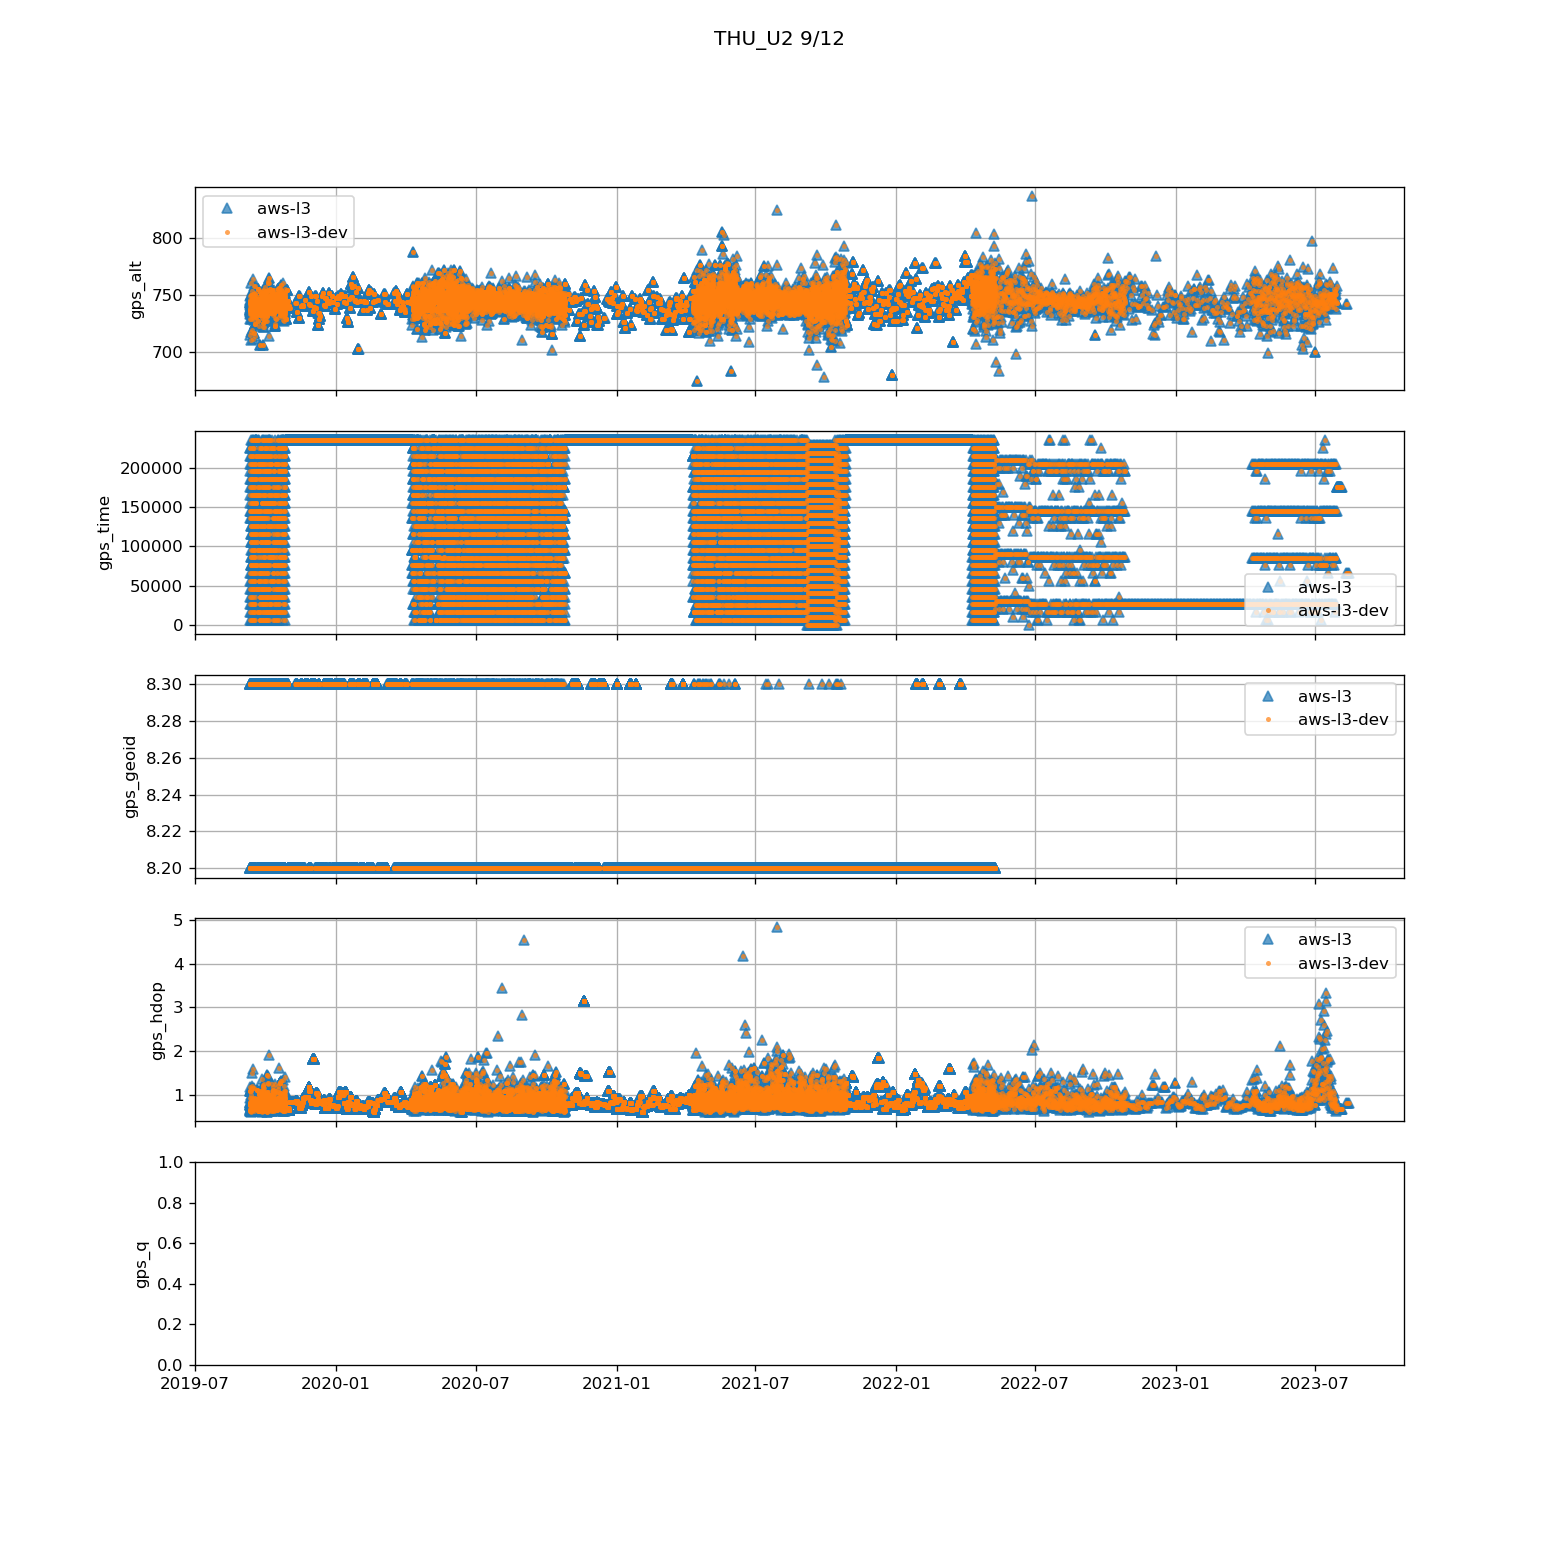 THU_U2 9/12
gps_alt
800
750
700
aws-l3
aws-l3-dev
gps_time
200000
150000
100000
50000
0
aws-l3
aws-l3-dev
gps_geoid
8.30
8.28
8.26
8.24
8.22
8.20
aws-l3
aws-l3-dev
gps_hdop
5
4
3
2
1
aws-l3
aws-l3-dev
gps_q
1.0
0.8
0.6
0.4
0.2
0.0
2019-07 2020-01 2020-07 2021-01 2021-07 2022-01 2022-07 2023-01 2023-07